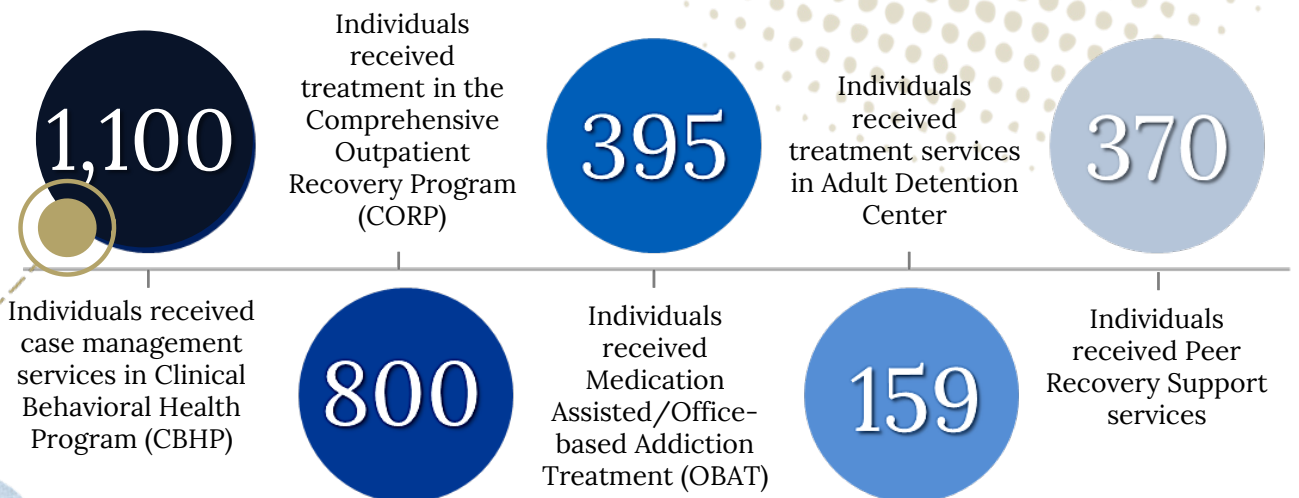 1,100
Individuals received
case management
services in Clinical
Behavioral Health
Program (CBHP)
Individuals
received
treatment in the
Comprehensive
Outpatient
Recovery Program
(CORP)
800
395
Individuals
received
Medication
Assisted/Office-
based Addiction
Treatment (OBAT)
Individuals
received
treatment services
in Adult Detention
Center
159
370
Individuals
received Peer
Recovery Support
services